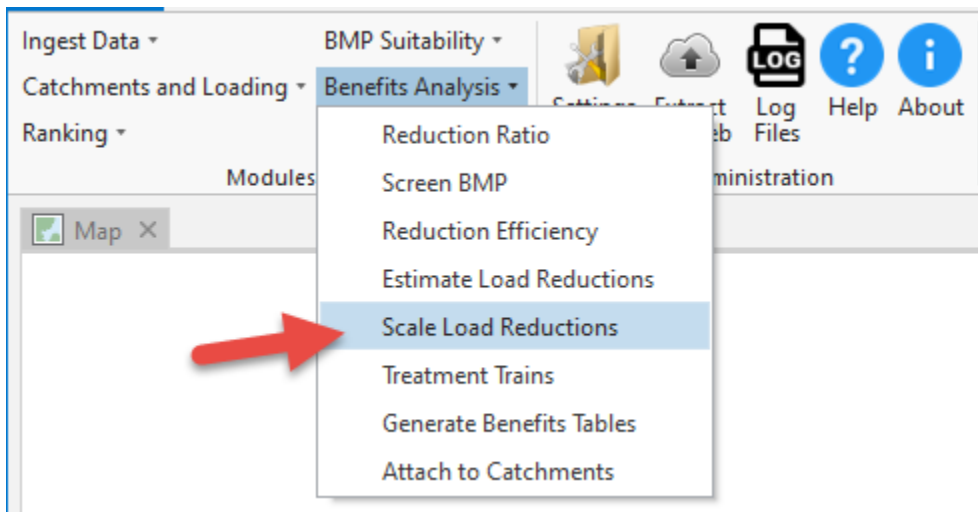 Ingest Data
BMP Suitability
Catchments and Loading
Benefits Analysis
Ranking
Log
Files
Help
About
LOG
?
i
Modules
Map
Reduction Ratio
Screen BMP
Reduction Efficiency
Estimate Load Reductions
Scale Load Reductions
Treatment Trains
Generate Benefits Tables
Attach to Catchments